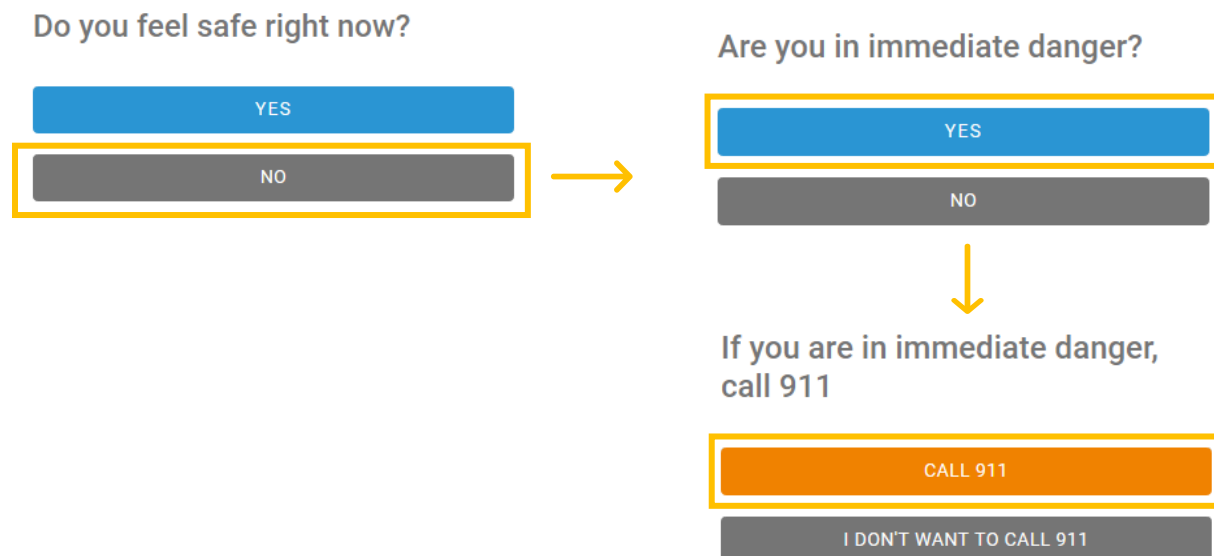 Do you feel safe right now?
YES
NO
Are you in immediate danger?
YES
NO
If you are in immediate danger,
call 911
CALL 911
I DON'T WANT TO CALL 911